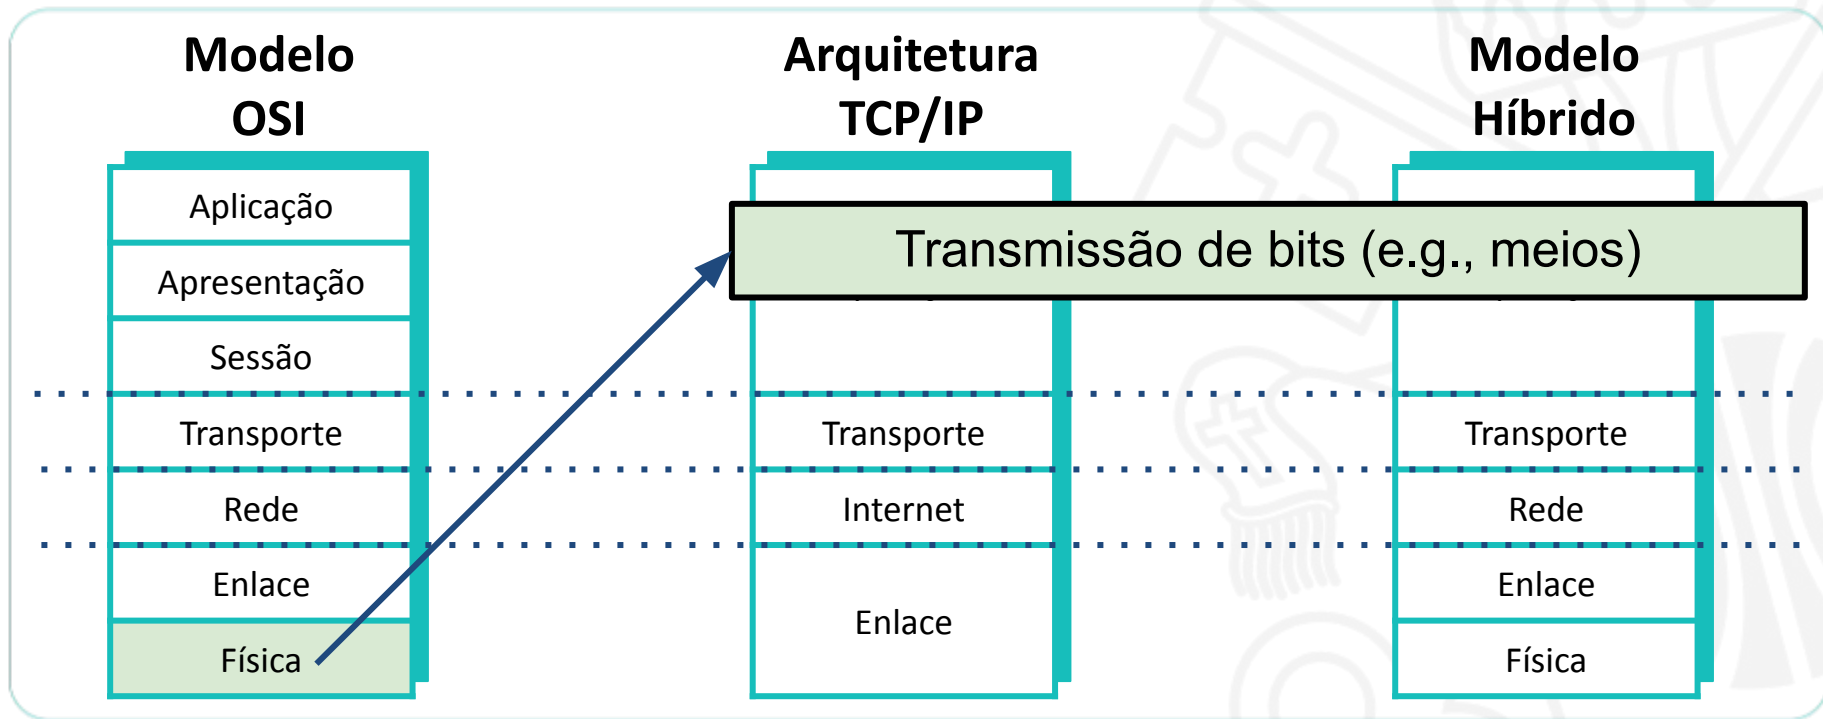 Modelo
OSI
Arquitetura
TCP/IP
Modelo
Híbrido
Aplicação
Apresentação
Sessão
Transporte
Rede
Enlace
Física
Transmissão de bits (e.g., meios)
Transporte
Internet
Enlace
Transporte
Rede
Enlace
Física